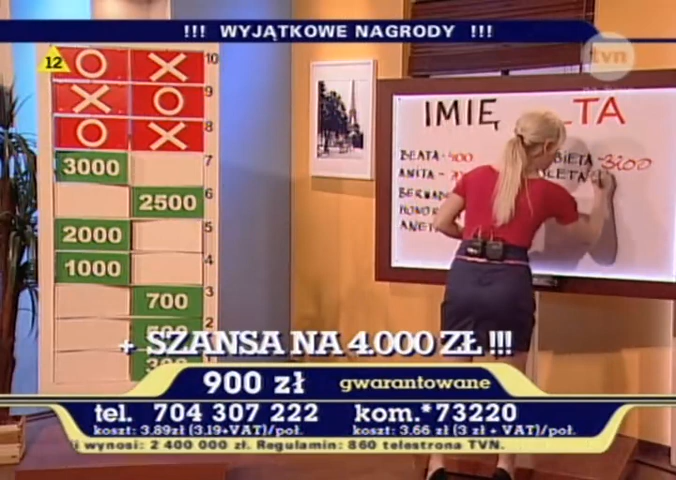 !!! WYJĄTKOWE NAGRODY !!!
tvn
12
O X 10
X O 9
O X 8
3000 7
2500 6
2000 5
1000 4
700 3
2
IMIĘ TA
BEATA - 400
ANITA -
- 3200
+ SZANSA NA 4.000 ZŁ !!!
900 zł gwarantowane
tel. 704 307 222 kom.*73220
koszt: 3.89zł (3.19+VAT)/poł. koszt: 3.66 zł (3 zł + VAT)/poł.
i wynosi: 2 400 000 zł. Regulamin: 860 telestrona TVN.